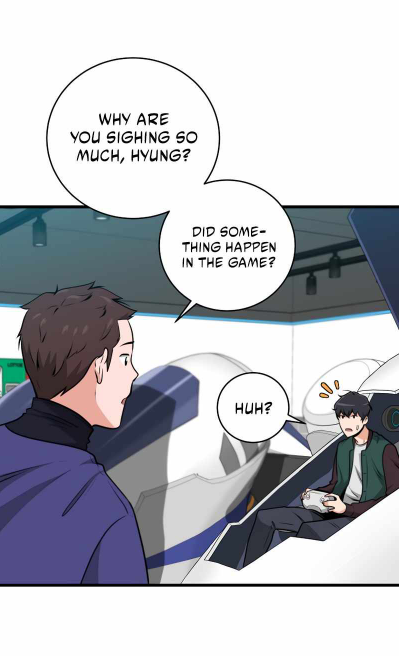 WHY ARE
YOU SIGHING SO
MUCH, HYUNG?
DID SOME-
THING HAPPEN
IN THE GAME?
HUH?